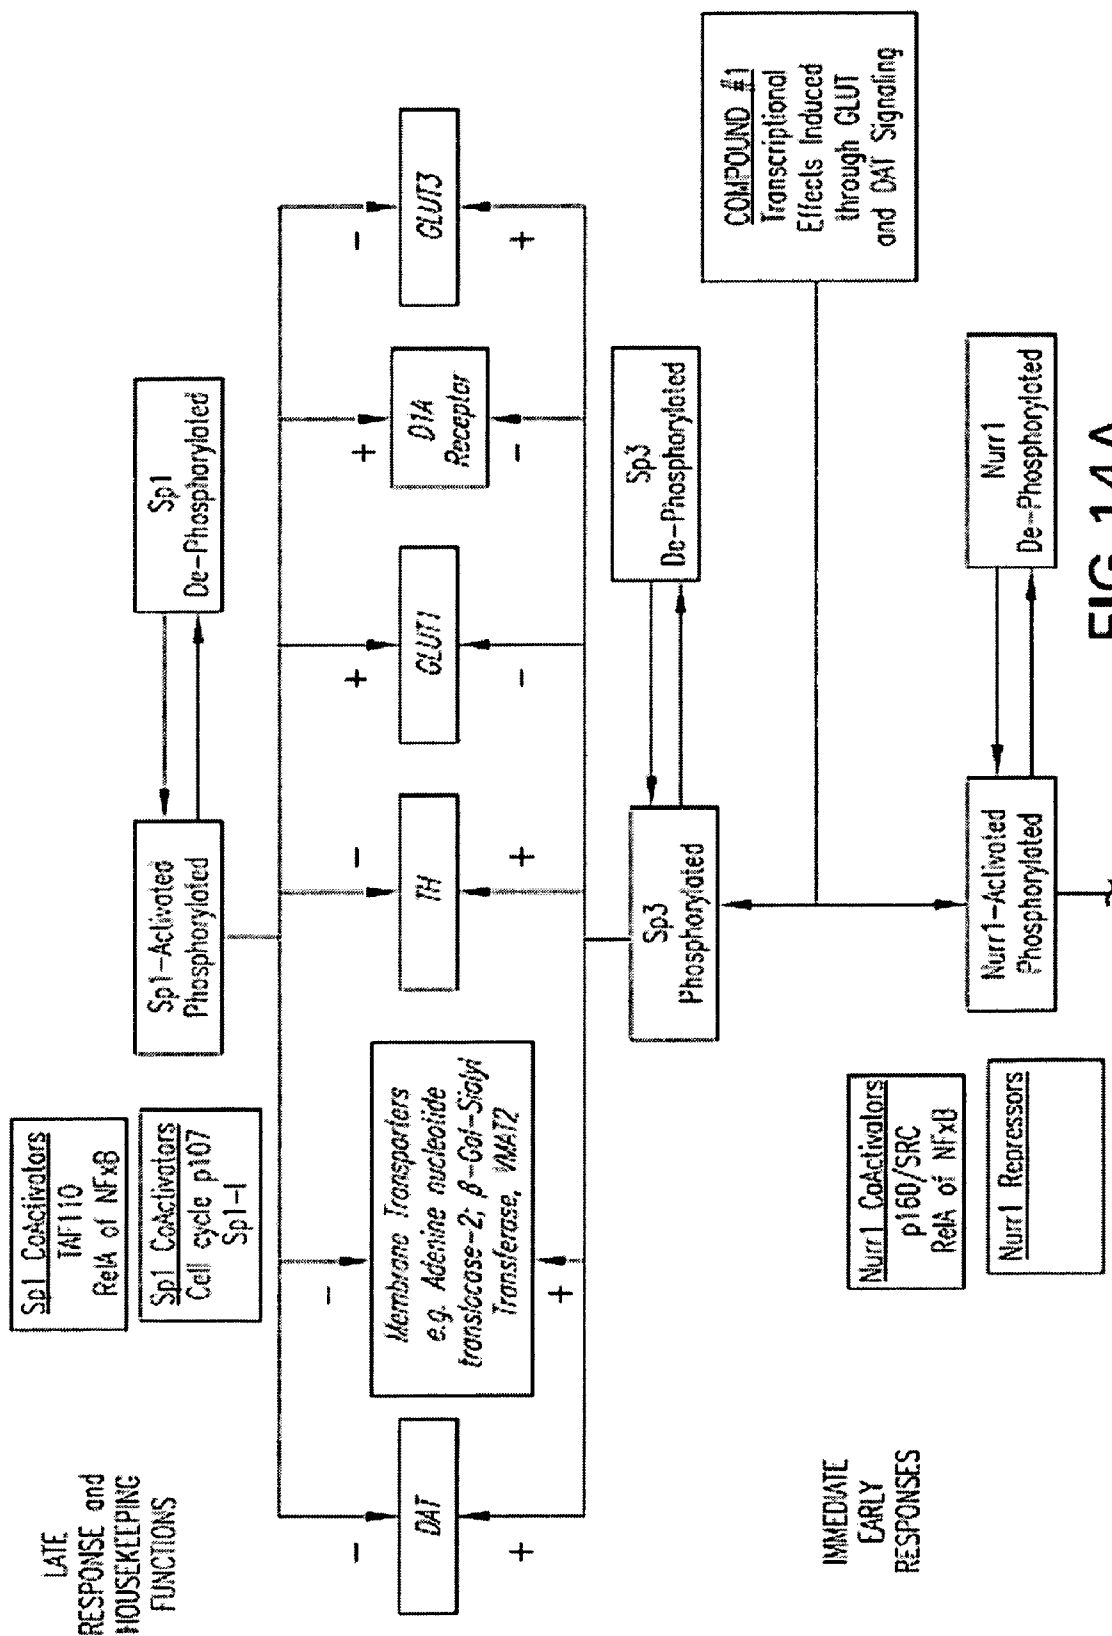 LATE
RESPONSE and
HOUSEKEEPING
FUNCTIONS
Sp1 CoActivators
TAF110
RelA of NFxB
Sp1 CoActivators
Cell cycle p107
Sp1-I
Sp1-Activated
Phosphorylated
Sp1
De-Phosphorylated
-
-
+
+
-
-
DAT
Membrane Transporters
e.g. Adenine nucleotide
translocase-2; β-Gal-Sialyl
Transferase, VMAT2
TH
GLUT1
D1A
Receptor
GLUT3
+
+
+
-
-
+
Sp3
Phosphorylated
Sp3
De-Phosphorylated
COMPOUND #1
Transcriptional
Effects Induced
through GLUT
and DAT Signaling
IMMEDIATE
EARLY
RESPONSES
Nurr1 CoActivators
p160/SRC
RelA of NFxB
Nurr1 Repressors
Nurr1-Activated
Phosphorylated
Nurr1
De-Phosphorylated
FIG.14A